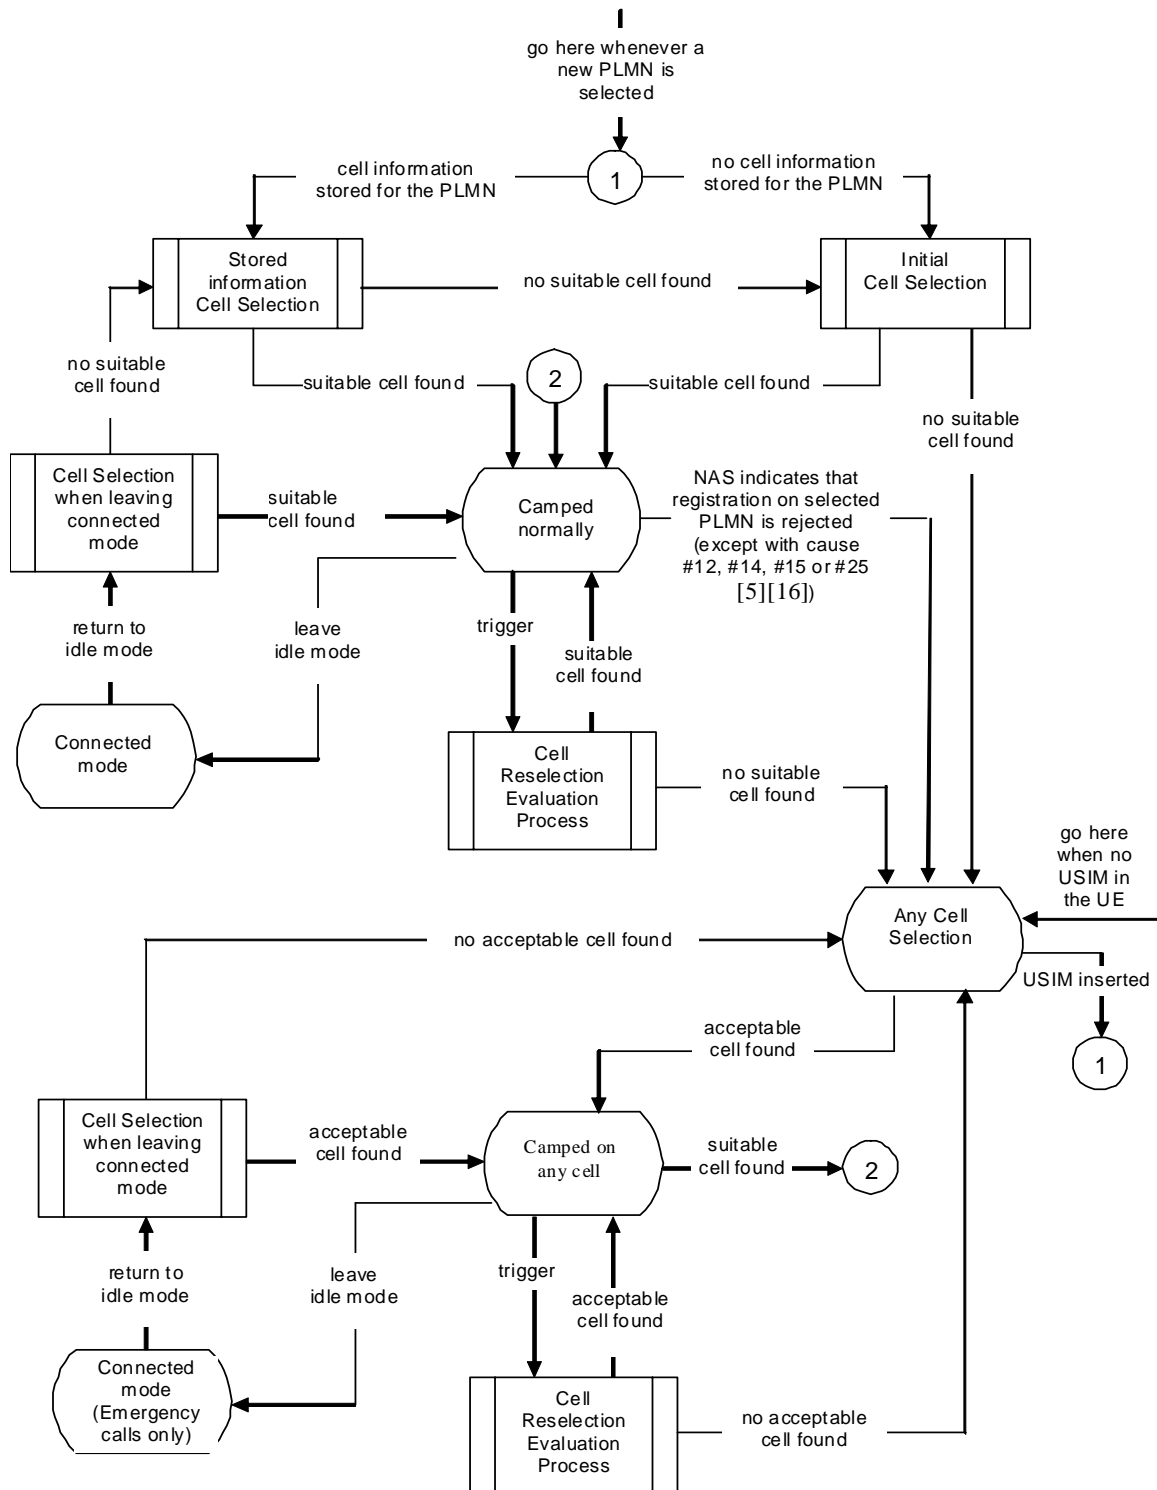 go here whenever a
new PLMN is
selected
1
cell information
stored for the PLMN
no cell information
stored for the PLMN
Stored
information
Cell Selection
no suitable cell found
Initial
Cell Selection
no suitable
cell found
suitable cell found
2
suitable cell found
no suitable
cell found
Cell Selection
when leaving
connected
mode
suitable
cell found
Camped
normally
NAS indicates that
registration on selected
PLMN is rejected
(except with cause
#12, #14, #15 or #25
[5][16])
return to
idle mode
leave
idle mode
trigger
suitable
cell found
Connected
mode
Cell
Reselection
Evaluation
Process
no suitable
cell found
go here
when no
USIM in
the UE
Any Cell
Selection
no acceptable cell found
USIM inserted
1
acceptable
cell found
Cell Selection
when leaving
connected
mode
acceptable
cell found
Camped on
any cell
suitable
cell found
2
return to
idle mode
leave
idle mode
trigger
acceptable
cell found
Connected
mode
(Emergency
calls only)
Cell
Reselection
Evaluation
Process
no acceptable
cell found